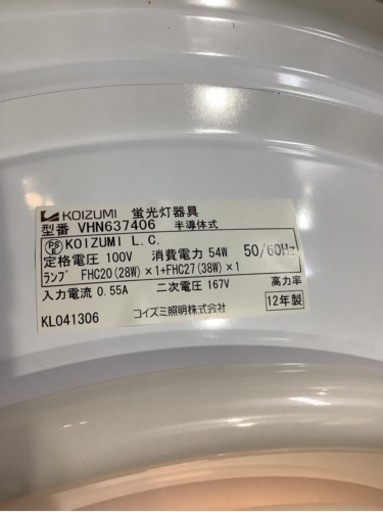 KOIZUMI 蛍光灯器具
型番 VHN637406 半導体式
PSE KOIZUMI L.C.
定格電圧 100V 消費電力 54W 50/60Hz
ランプ FHC20(28W)×1+FHC27(38W)×1
入力電流 0.55A 二次電圧 167V 高力率
コイズミ照明株式会社 12年製
KL041306